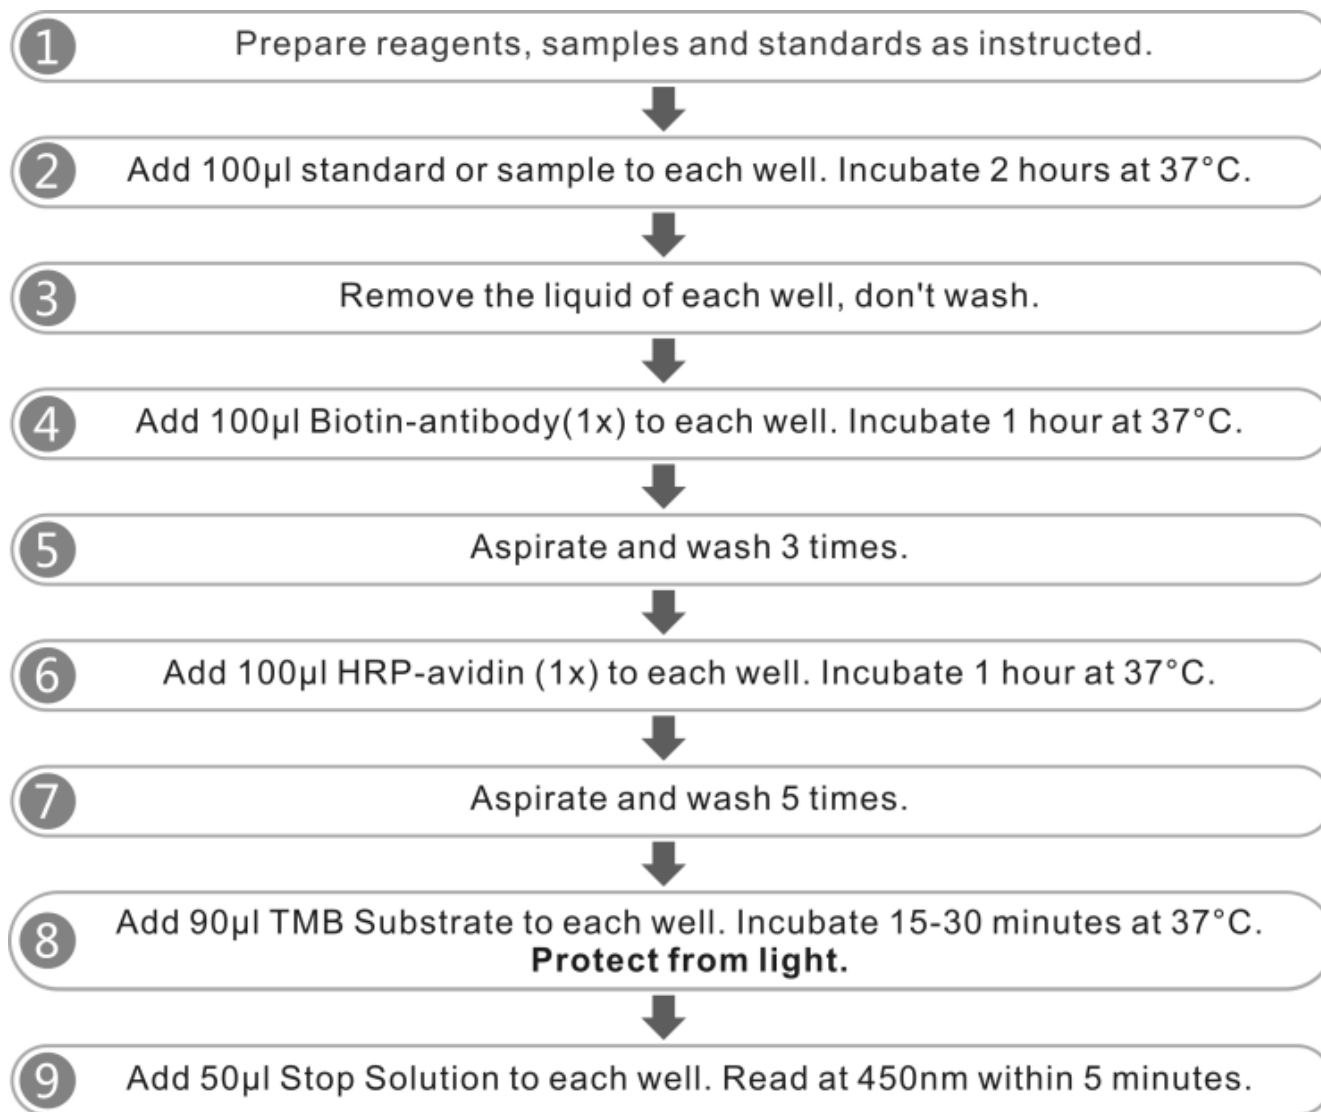 1 Prepare reagents, samples and standards as instructed.
2 Add 100µl standard or sample to each well. Incubate 2 hours at 37°C.
3 Remove the liquid of each well, don't wash.
4 Add 100µl Biotin-antibody(1x) to each well. Incubate 1 hour at 37°C.
5 Aspirate and wash 3 times.
6 Add 100µl HRP-avidin (1x) to each well. Incubate 1 hour at 37°C.
7 Aspirate and wash 5 times.
8 Add 90µl TMB Substrate to each well. Incubate 15-30 minutes at 37°C.
Protect from light.
9 Add 50µl Stop Solution to each well. Read at 450nm within 5 minutes.